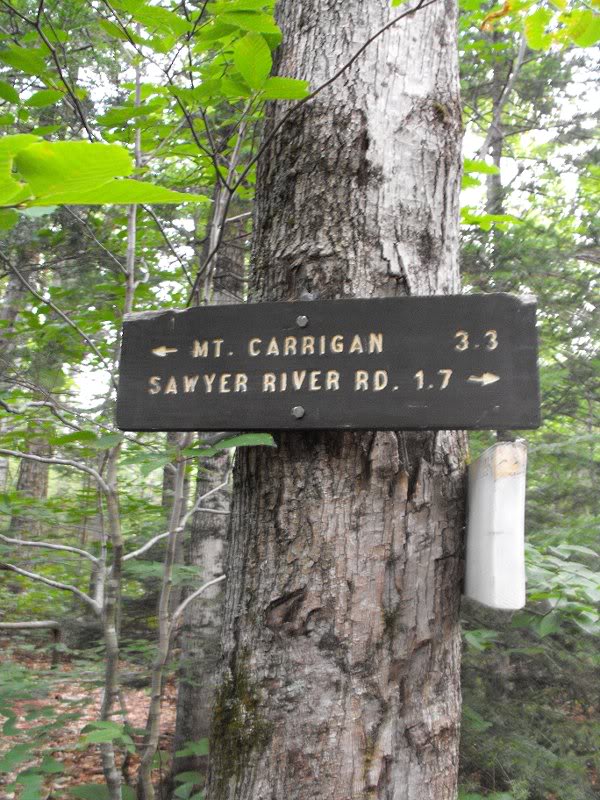 ← MT. CARRIGAN 3.3
SAWYER RIVER RD. 1.7 →